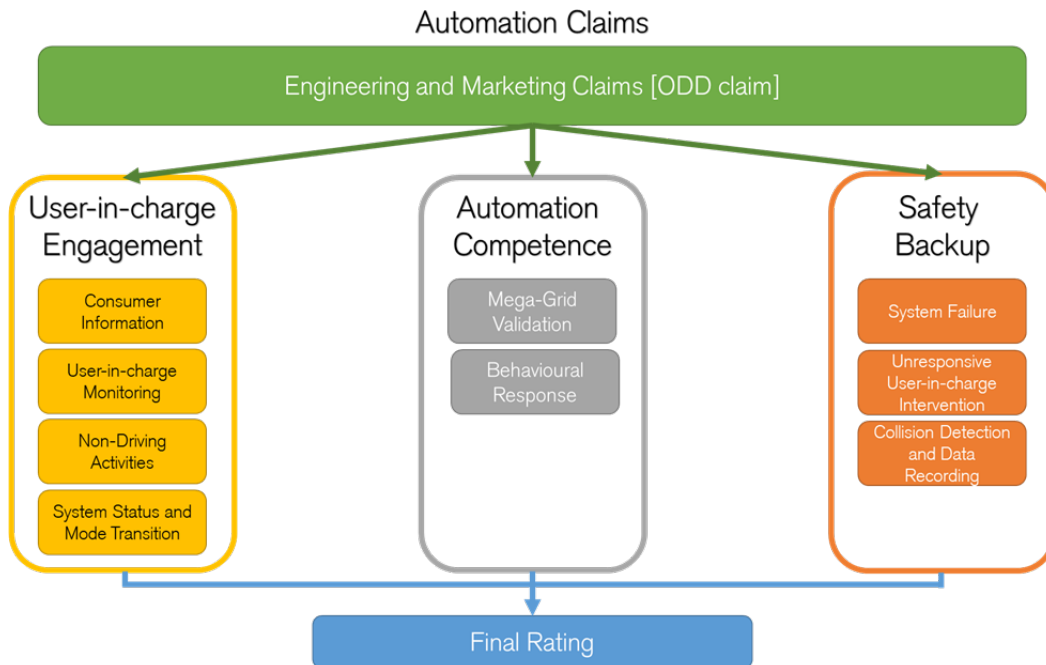 Automation Claims
Engineering and Marketing Claims [ODD claim]
User-in-charge
Engagement
Consumer
Information
User-in-charge
Monitoring
Non-Driving
Activities
System Status and
Mode Transition
Automation
Competence
Mega-Grid
Validation
Behavioural
Response
Safety
Backup
System Failure
Unresponsive
User-in-charge
Intervention
Collision Detection
and Data
Recording
Final Rating